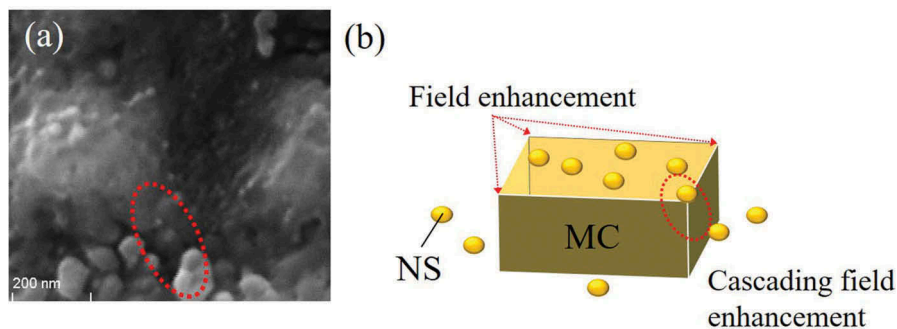 (a)
200 nm
(b)
Field enhancement
NS
MC
Cascading field
enhancement